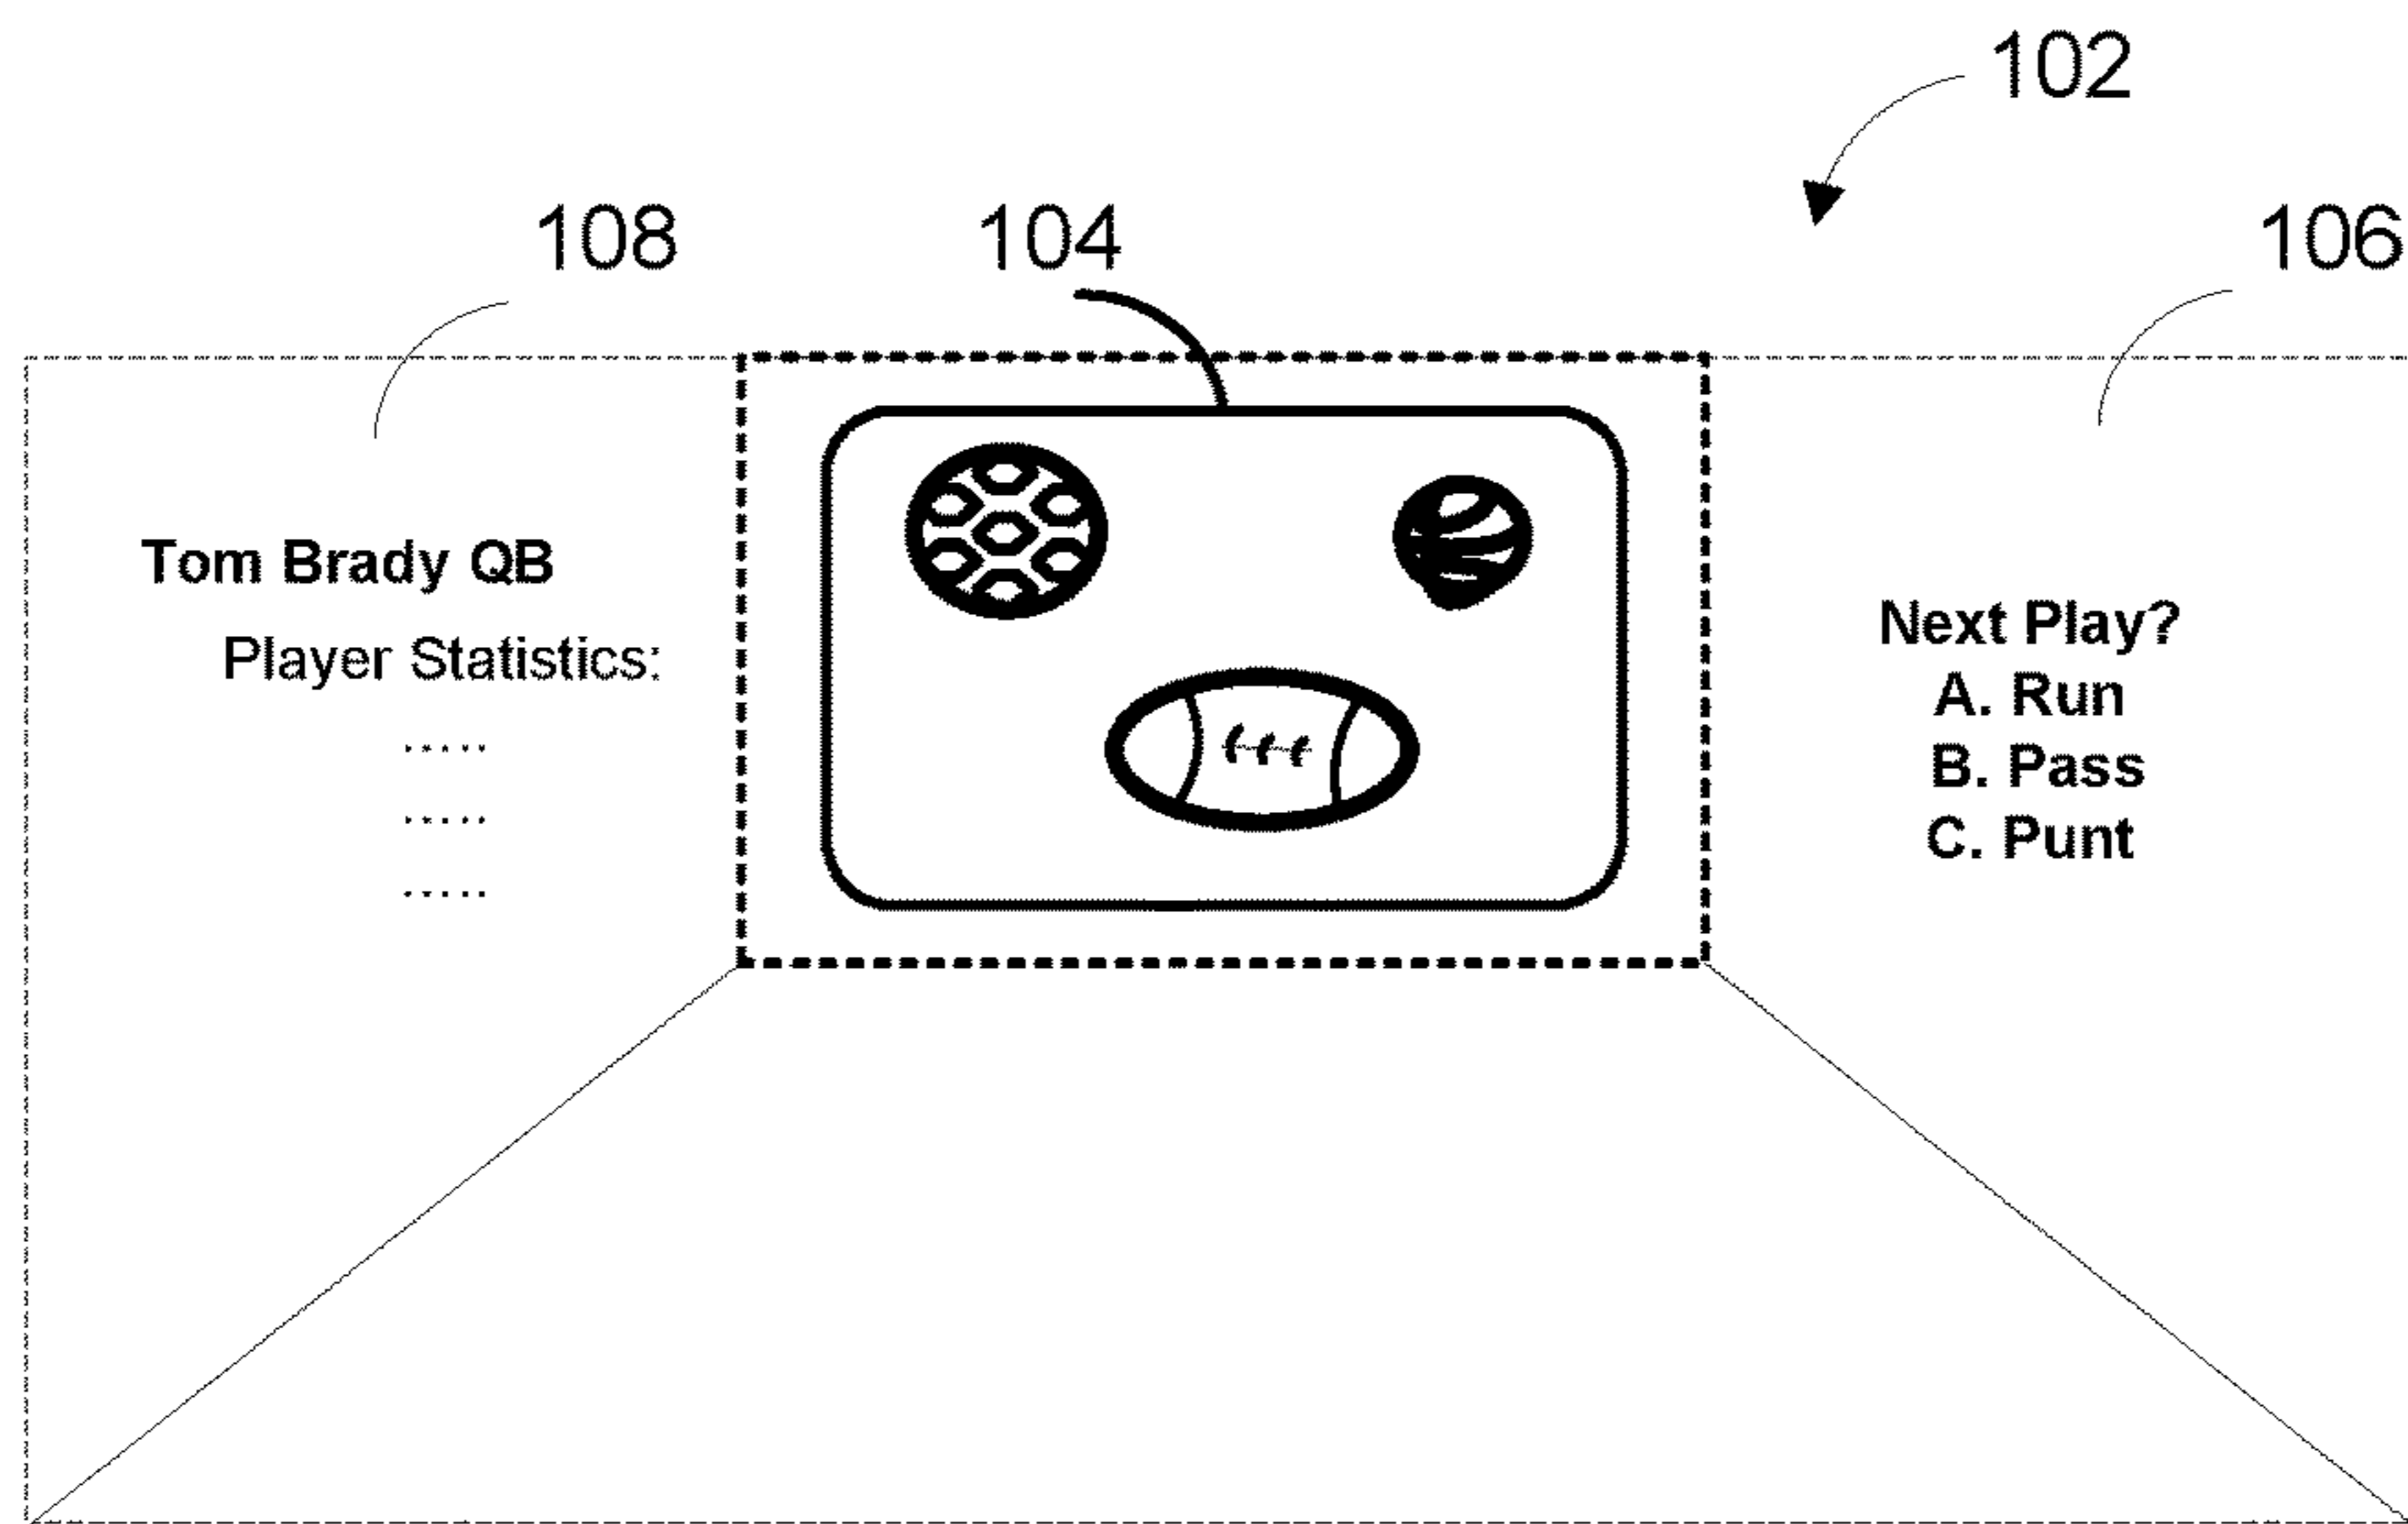 102
108
104
106
Tom Brady QB
Player Statistics:
.....
.....
.....
Next Play?
A. Run
B. Pass
C. Punt